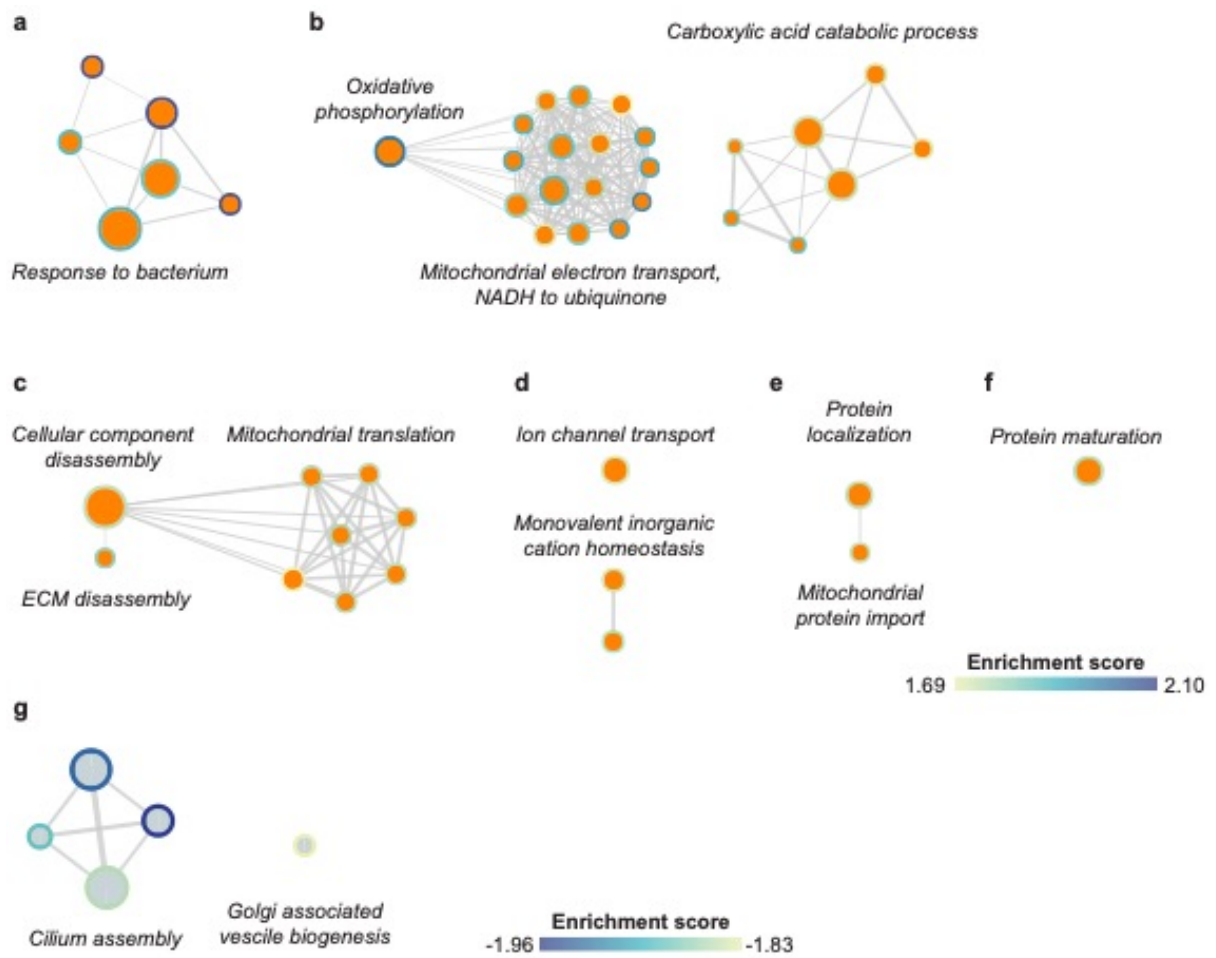 a
b
Carboxylic acid catabolic process
Oxidative
phosphorylation
Response to bacterium
Mitochondrial electron transport,
NADH to ubiquinone
c
d
e
f
Cellular component
disassembly
Mitochondrial translation
ECM disassembly
Ion channel transport
Monovalent inorganic
cation homeostasis
Protein
localization
Mitochondrial
protein import
Protein maturation
Enrichment score
1.69
2.10
g
Cilium assembly
Golgi associated
vescile biogenesis
Enrichment score
-1.96
-1.83